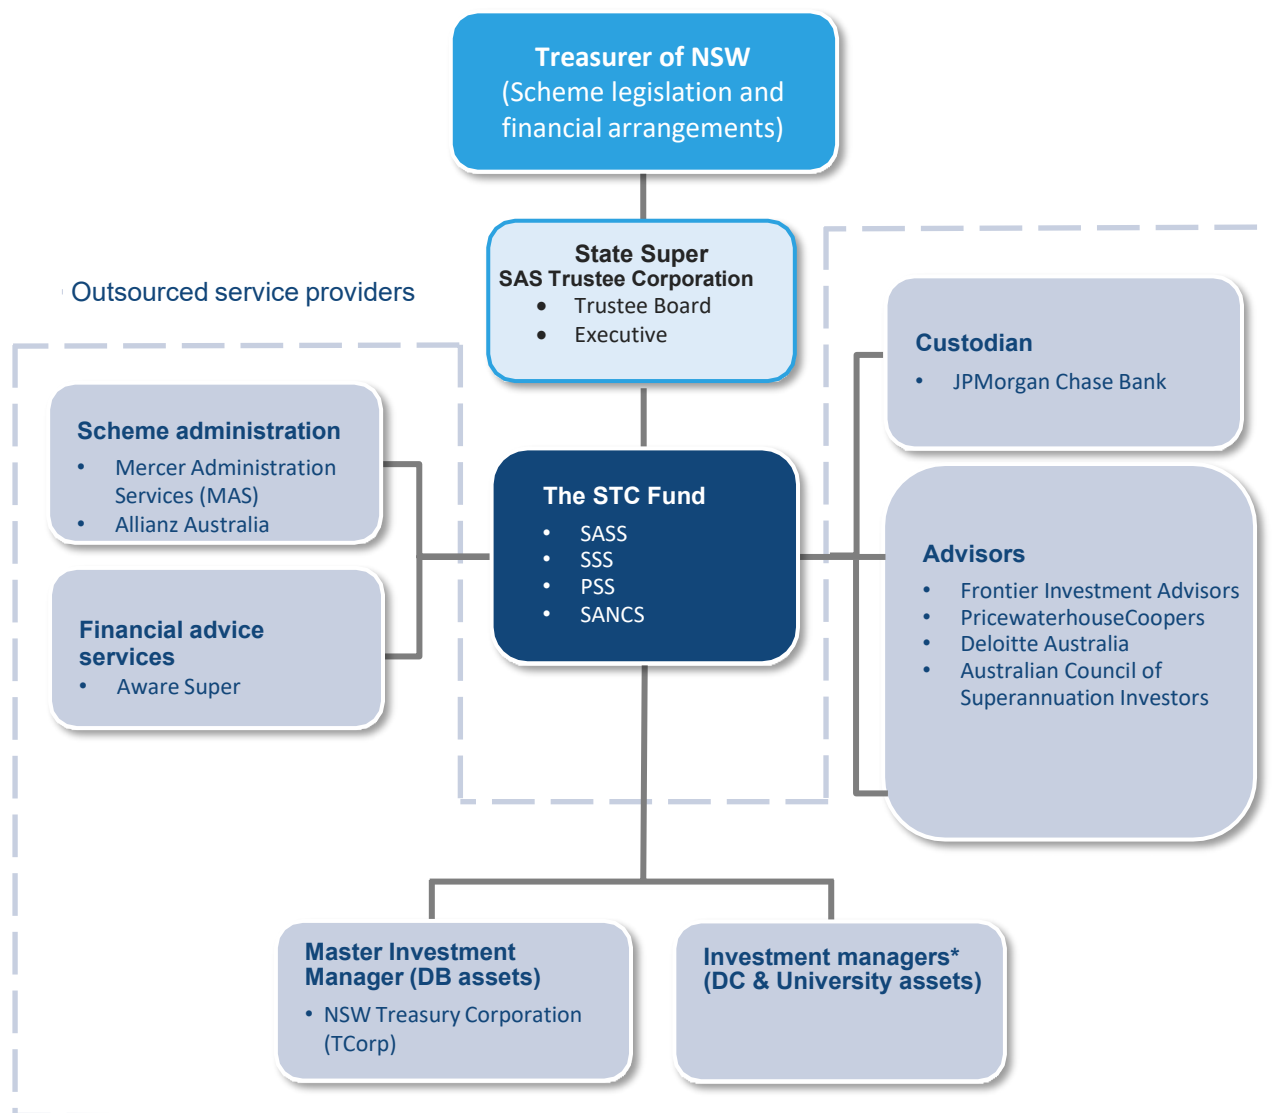 Treasurer of NSW
(Scheme legislation and
financial arrangements)
State Super
SAS Trustee Corporation
• Trustee Board
• Executive
Outsourced service providers
Custodian
• JPMorgan Chase Bank
Scheme administration
• Mercer Administration
Services (MAS)
• Allianz Australia
The STC Fund
• SASS
• SSS
• PSS
• SANCS
Advisors
• Frontier Investment Advisors
• PricewaterhouseCoopers
• Deloitte Australia
• Australian Council of
Superannuation Investors
Financial advice
services
• Aware Super
Master Investment
Manager (DB assets)
• NSW Treasury Corporation
(TCorp)
Investment managers*
(DC & University assets)